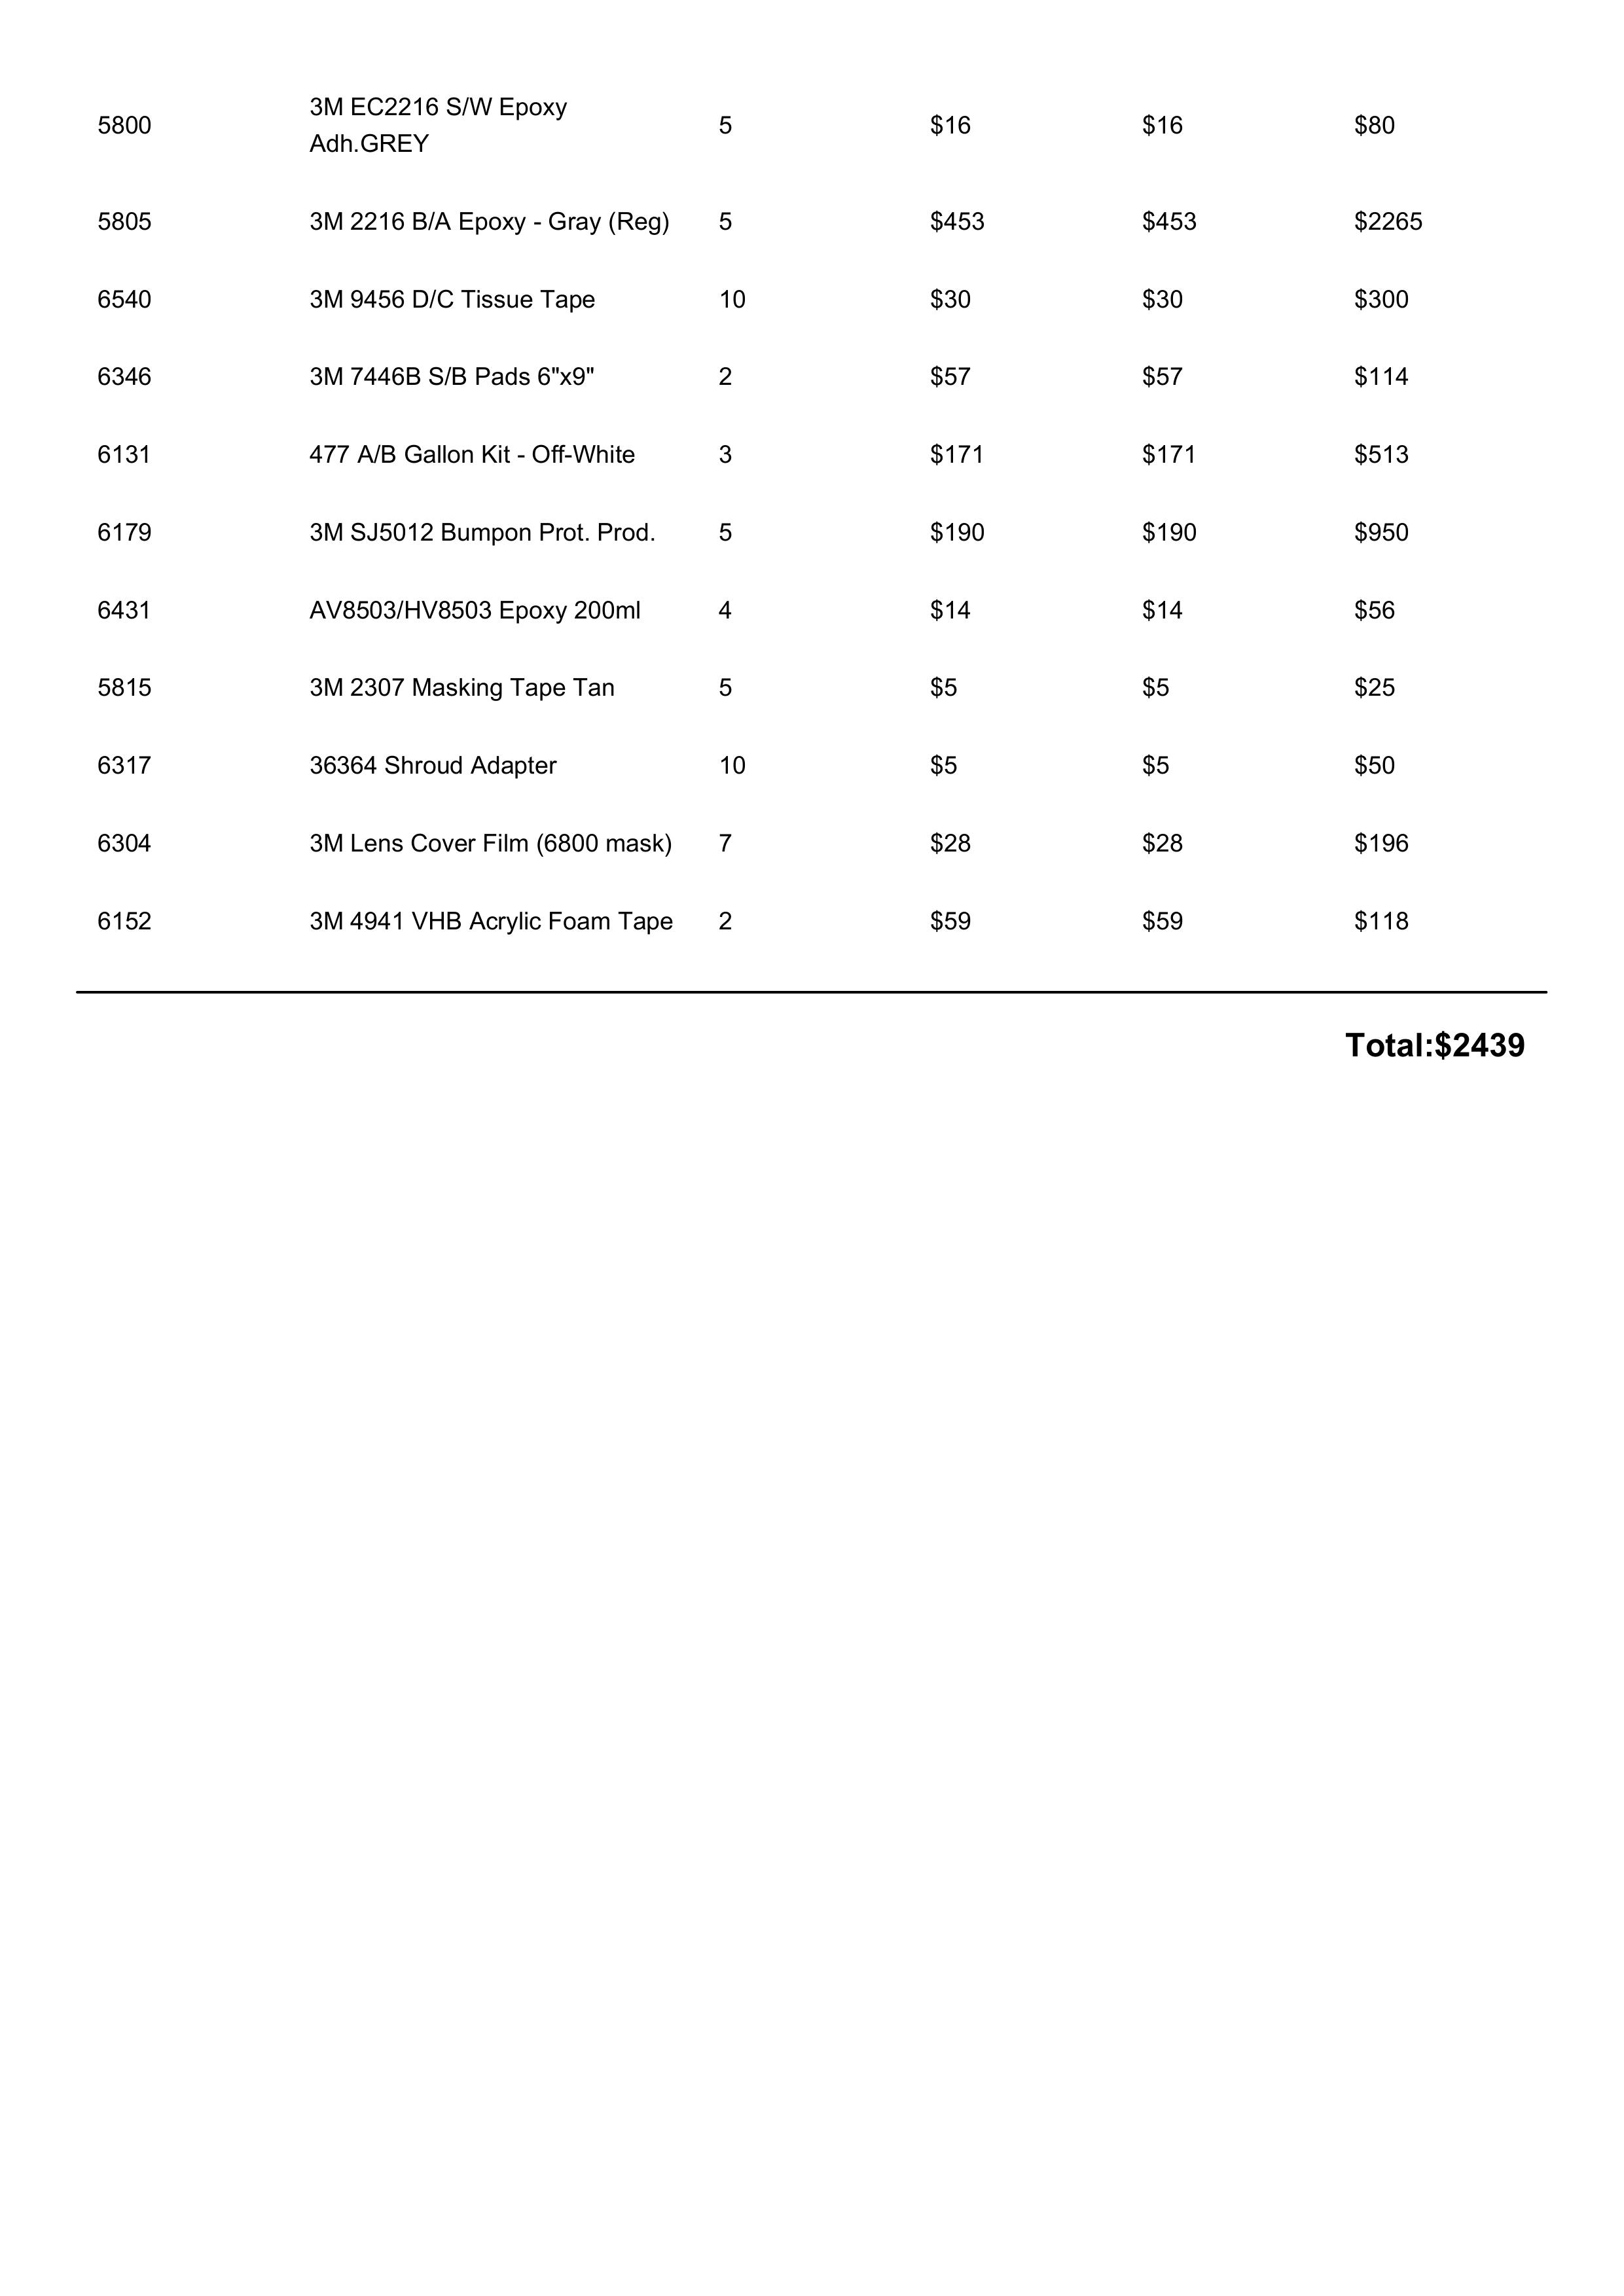 5800 3M EC2216 S/W Epoxy Adh.GREY 5 $16 $16 $80
5805 3M 2216 B/A Epoxy - Gray (Reg) 5 $453 $453 $2265
6540 3M 9456 D/C Tissue Tape 10 $30 $30 $300
6346 3M 7446B S/B Pads 6"x9" 2 $57 $57 $114
6131 477 A/B Gallon Kit - Off-White 3 $171 $171 $513
6179 3M SJ5012 Bumpon Prot. Prod. 5 $190 $190 $950
6431 AV8503/HV8503 Epoxy 200ml 4 $14 $14 $56
5815 3M 2307 Masking Tape Tan 5 $5 $5 $25
6317 36364 Shroud Adapter 10 $5 $5 $50
6304 3M Lens Cover Film (6800 mask) 7 $28 $28 $196
6152 3M 4941 VHB Acrylic Foam Tape 2 $59 $59 $118
Total:$2439